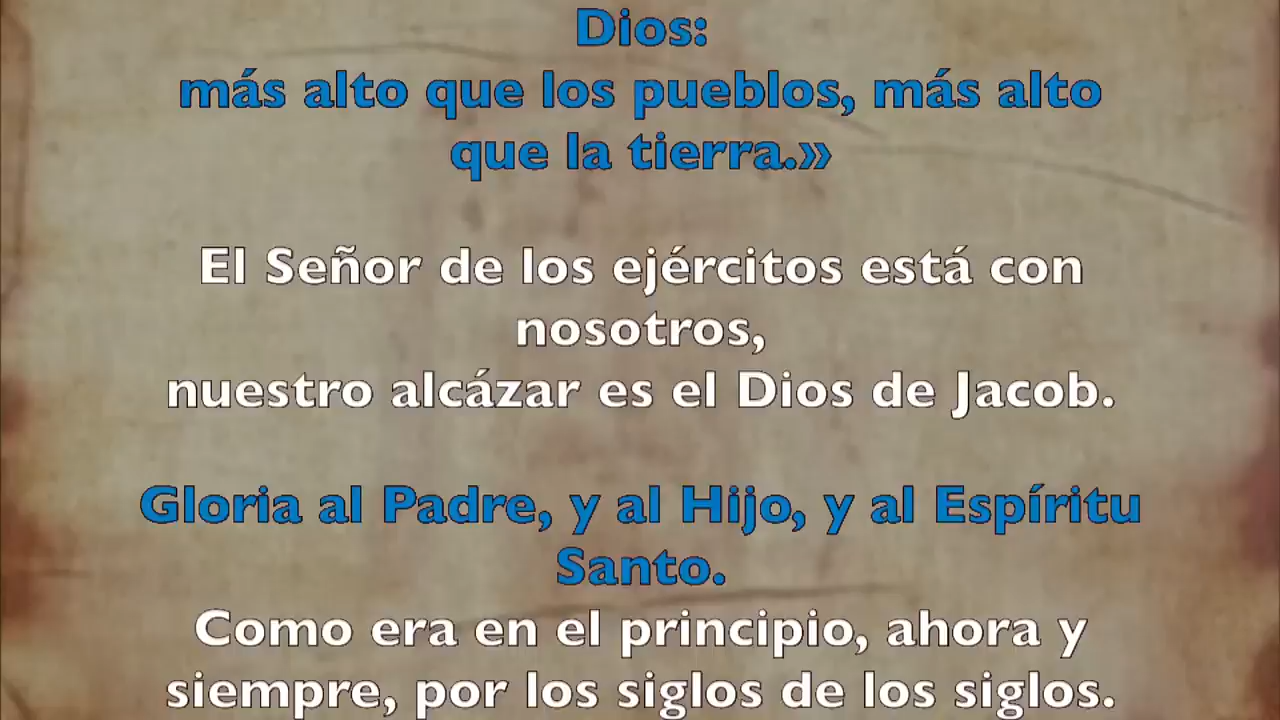 Dios:
más alto que los pueblos, más alto
que la tierra.»
El Señor de los ejércitos está con
nosotros,
nuestro alcázar es el Dios de Jacob.
Gloria al Padre, y al Hijo, y al Espíritu
Santo.
Como era en el principio, ahora y
siempre, por los siglos de los siglos.